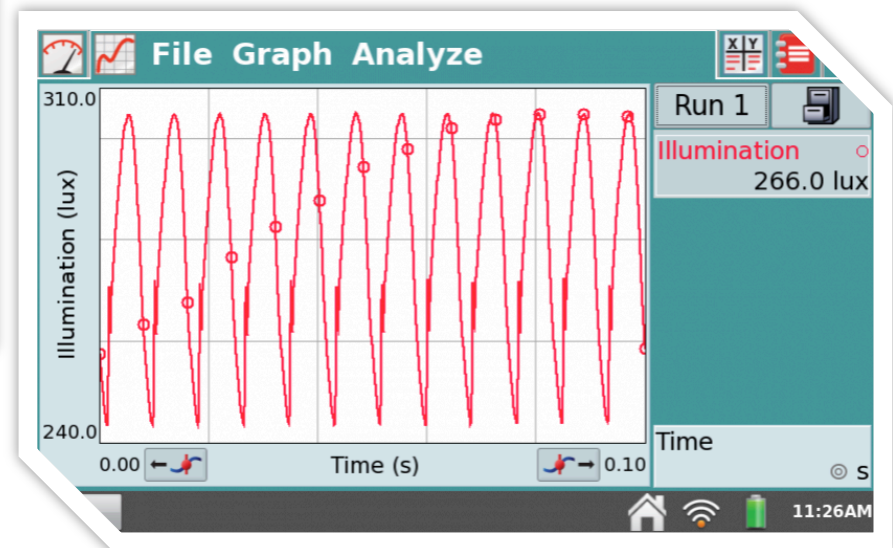 File Graph Analyze
X Y
310.0
Illumination (lux)
240.0
0.00
Time (s)
0.10
Run 1
Illumination
266.0 lux
Time
s
11:26AM